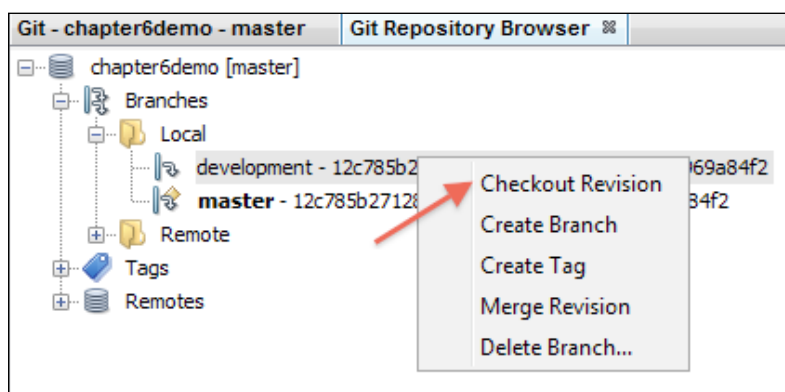 Git - chapter6demo - master
Git Repository Browser
chapter6demo [master]
Branches
Local
development - 12c785b2 069a84f2
master - 12c785b27128 84f2
Remote
Tags
Remotes
Checkout Revision
Create Branch
Create Tag
Merge Revision
Delete Branch...